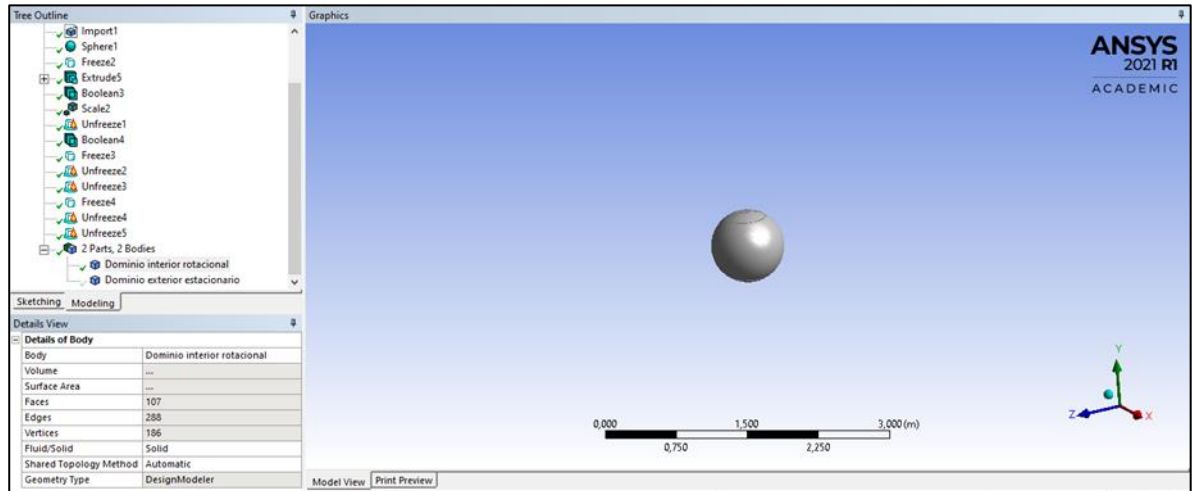 Tree Outline
Import1
Sphere1
Freeze2
Extrude5
Boolean3
Scale2
Unfreeze1
Boolean4
Freeze3
Unfreeze2
Unfreeze3
Freeze4
Unfreeze4
Unfreeze5
2 Parts, 2 Bodies
Dominio interior rotacional
Dominio exterior estacionario
Sketching Modeling
Details View
Details of Body
Body Dominio interior rotacional
Volume ...
Surface Area ...
Faces 107
Edges 288
Vertices 186
Fluid/Solid Solid
Shared Topology Method Automatic
Geometry Type DesignModeler
Graphics
ANSYS
2021 R1
ACADEMIC
0,000 1,500 3,000 (m)
0,750 2,250
Y
Z X
Model View Print Preview